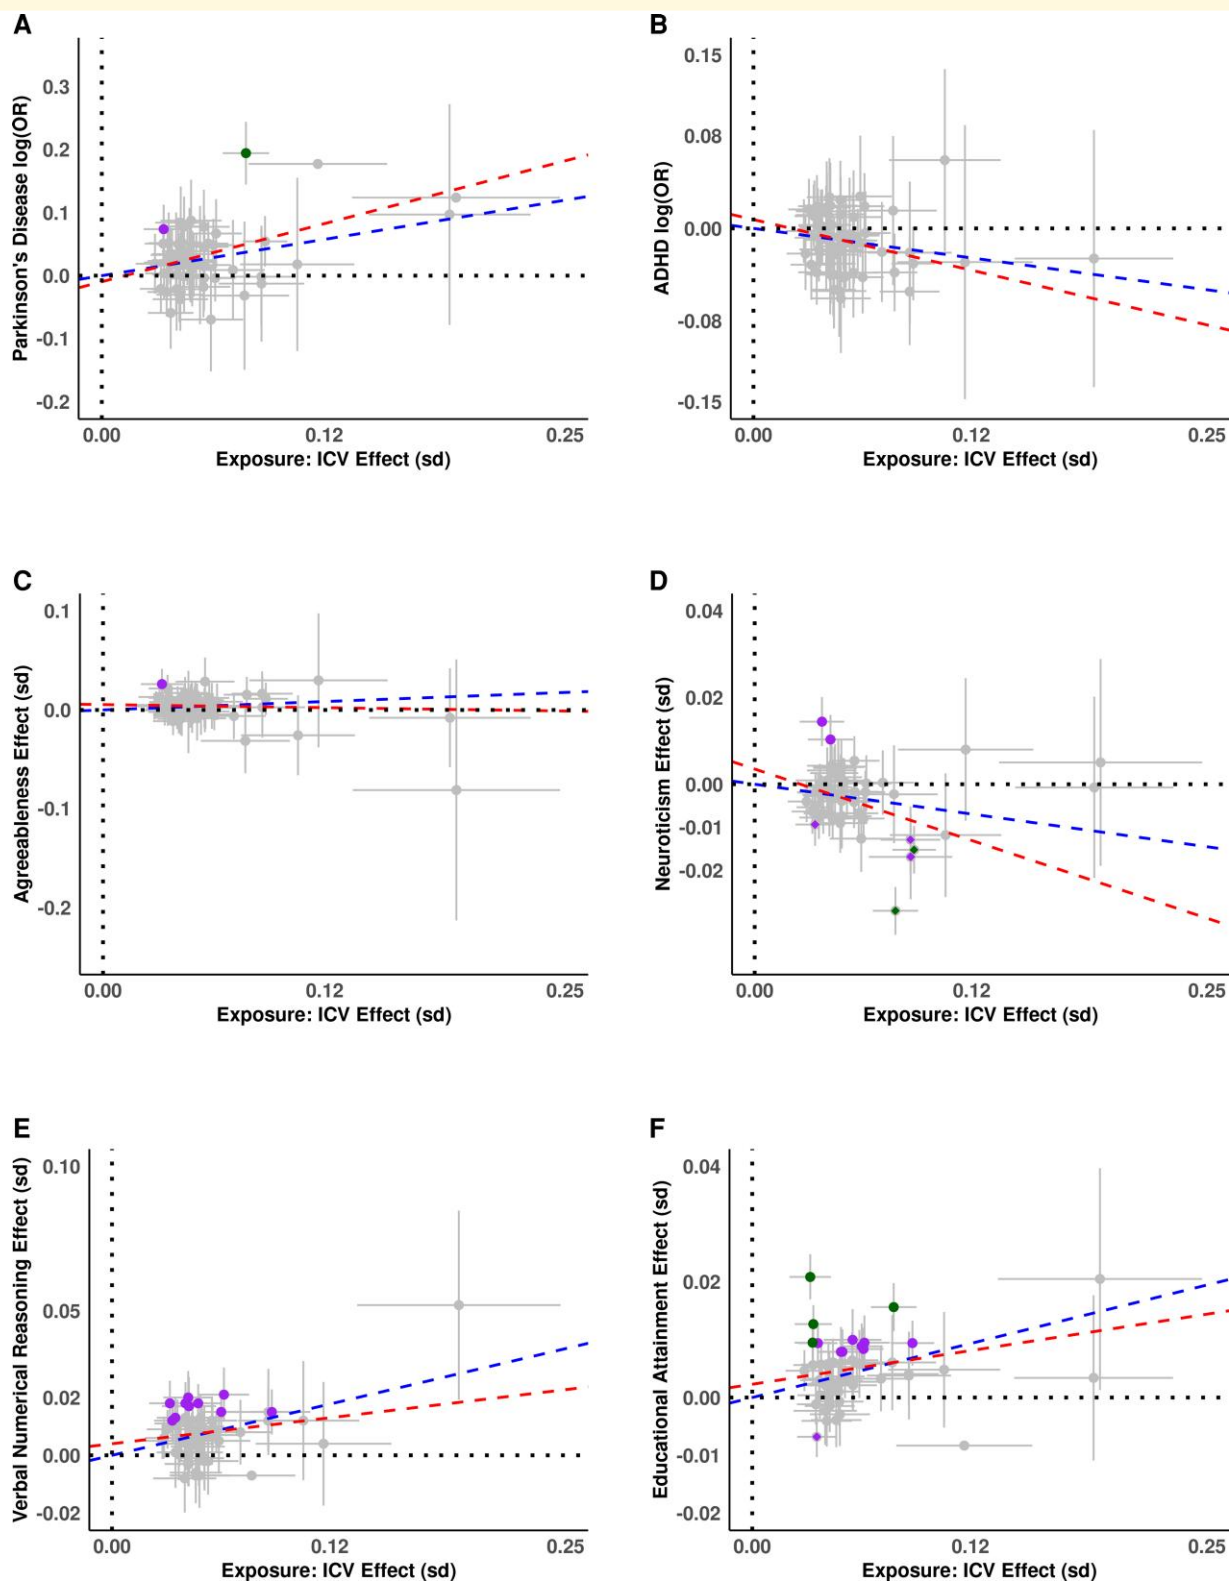 A
Parkinson's Disease log(OR)
0.3
0.2
0.1
0.0
-0.1
-0.2
0.00 0.12 0.25
Exposure: ICV Effect (sd)
B
ADHD log(OR)
0.15
0.08
0.00
-0.08
-0.15
0.00 0.12 0.25
Exposure: ICV Effect (sd)
C
Agreeableness Effect (sd)
0.1
0.0
-0.1
-0.2
0.00 0.12 0.25
Exposure: ICV Effect (sd)
D
Neuroticism Effect (sd)
0.04
0.02
0.00
-0.01
-0.02
0.00 0.12 0.25
Exposure: ICV Effect (sd)
E
Verbal Numerical Reasoning Effect (sd)
0.10
0.05
0.02
0.00
-0.02
0.00 0.12 0.25
Exposure: ICV Effect (sd)
F
Educational Attainment Effect (sd)
0.04
0.02
0.00
-0.01
-0.02
0.00 0.12 0.25
Exposure: ICV Effect (sd)